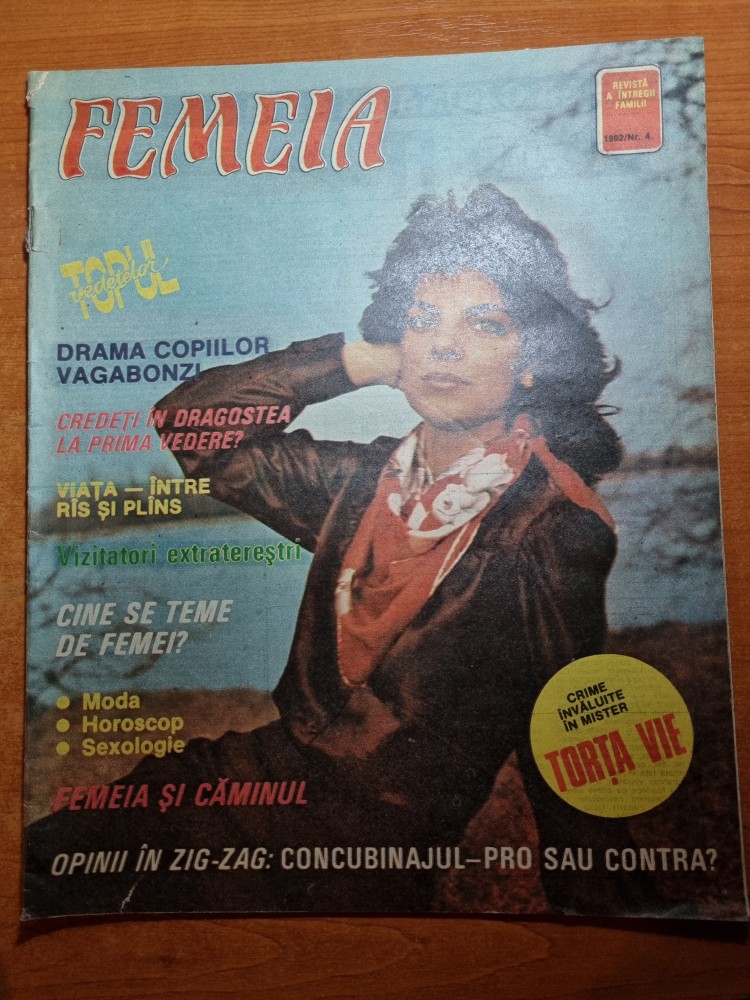 FEMEIA
REVISTĂ
A ÎNTREGII
FAMILII
1992/Nr. 4.
TOPUL
vedetelor
DRAMA COPIILOR
VAGABONZI
CREDEȚI ÎN DRAGOSTEA
LA PRIMA VEDERE?
VIAȚA — ÎNTRE
RÎS ȘI PLÎNS
Vizitatori extratereștri
CINE SE TEME
DE FEMEI?
● Moda
● Horoscop
● Sexologie
CRIME
ÎNVĂLUITE
ÎN MISTER
TORȚA VIE
FEMEIA ȘI CĂMINUL
OPINII ÎN ZIG-ZAG: CONCUBINAJUL—PRO SAU CONTRA?